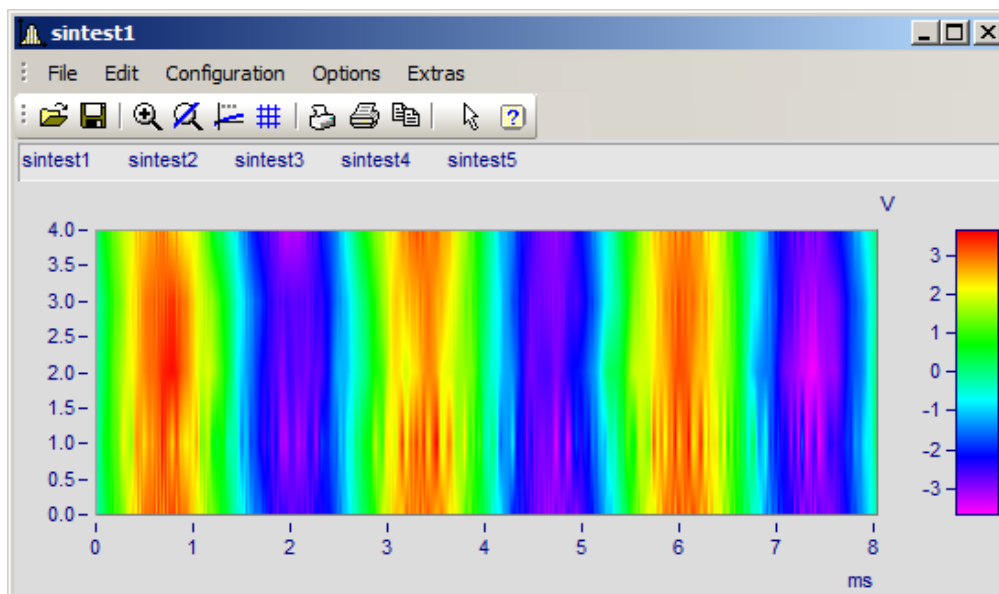 sintest1
File Edit Configuration Options Extras
sintest1 sintest2 sintest3 sintest4 sintest5
V
4.0
3.5
3.0
2.5
2.0
1.5
1.0
0.5
0.0
0 1 2 3 4 5 6 7 8
ms
3
2
1
0
-1
-2
-3